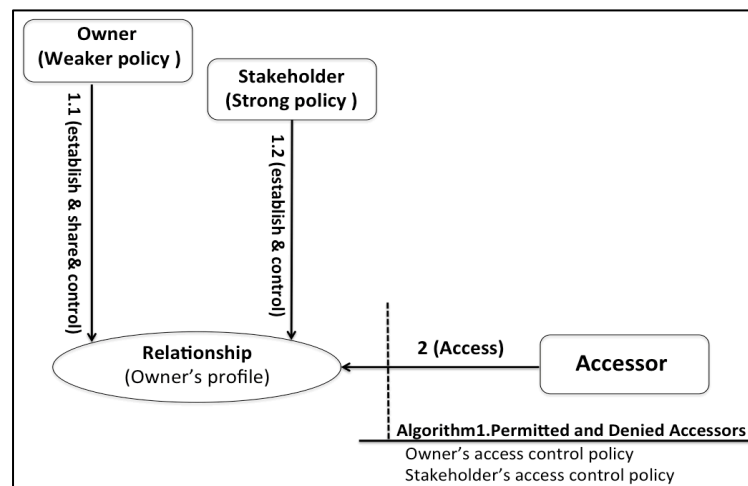 Owner
(Weaker policy )
Stakeholder
(Strong policy )
1.1 (establish & share& control)
1.2 (establish & control)
Relationship
(Owner's profile)
2 (Access)
Accessor
Algorithm1.Permitted and Denied Accessors
Owner's access control policy
Stakeholder's access control policy